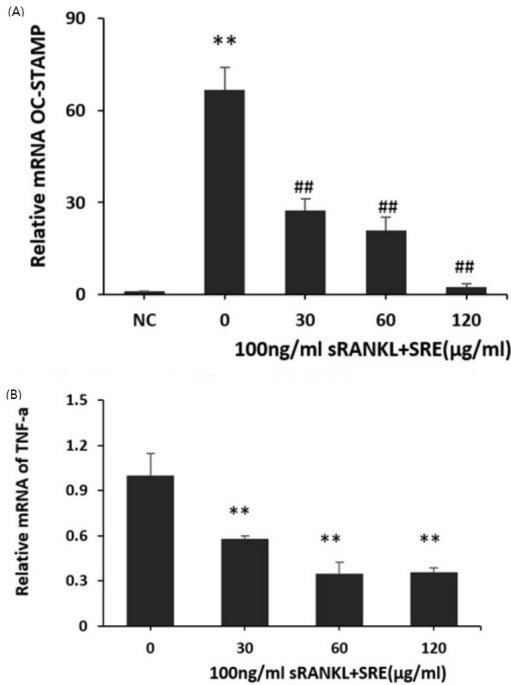 (A)
Relative mRNA OC-STAMP
90
60
30
0
**
##
##
##
NC 0 30 60 120
100ng/ml sRANKL+SRE(μg/ml)
(B)
Relative mRNA of TNF-a
1.5
1.2
0.9
0.6
0.3
0
**
**
**
0 30 60 120
100ng/ml sRANKL+SRE(μg/ml)